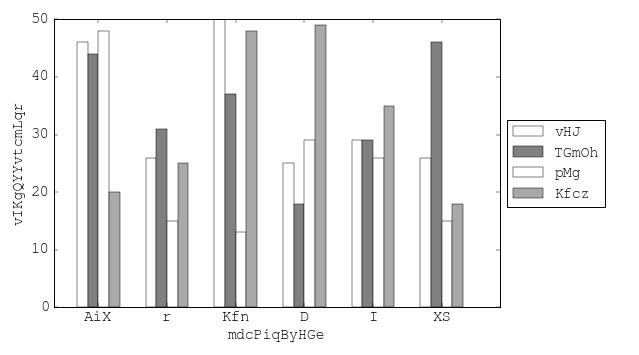 50
40
30
20
10
0
vIKgQYYvtcmLqr
AiX r Kfn D I XS
mdcPiqByHGe
vHJ
TGmOh
pMg
Kfcz